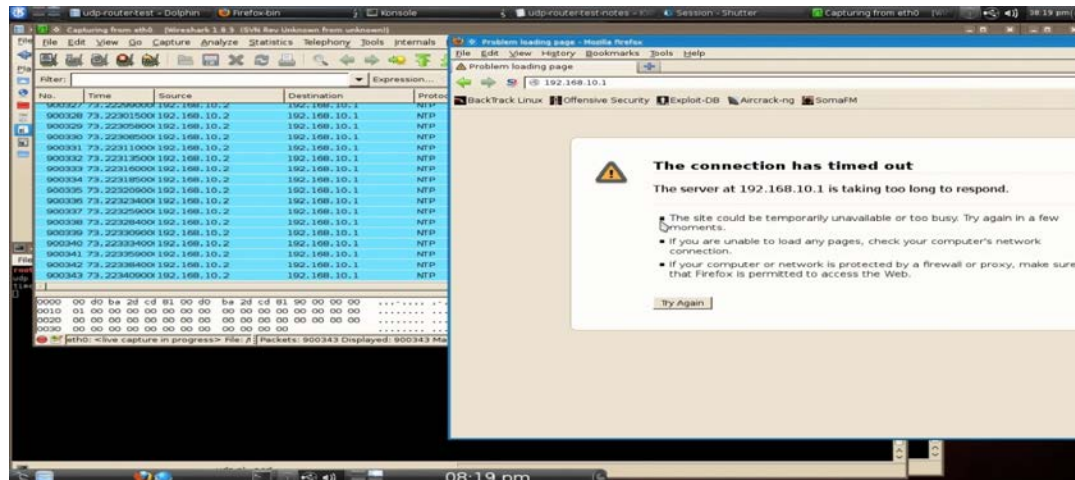 udp-router-test - Dolphin Firefox-bin Konsole udp-router-test-notes - Session - Shutter Capturing from eth0 08:19 pm
Capturing from eth0 [Wireshark 1.8.3 (SVN Rev Unknown from unknown)]
File Edit View Go Capture Analyze Statistics Telephony Tools Internals
Filter: Expression...
No. Time Source Destination Protoc
900327 192.168.10.2 192.168.10.1 NTP
900328 73.22301500 192.168.10.2 192.168.10.1 NTP
900329 73.22305800 192.168.10.2 192.168.10.1 NTP
900330 73.22308500 192.168.10.2 192.168.10.1 NTP
900331 73.22311000 192.168.10.2 192.168.10.1 NTP
900332 73.22313500 192.168.10.2 192.168.10.1 NTP
900333 73.22316000 192.168.10.2 192.168.10.1 NTP
900334 73.22318500 192.168.10.2 192.168.10.1 NTP
900335 73.22320900 192.168.10.2 192.168.10.1 NTP
900336 73.22323400 192.168.10.2 192.168.10.1 NTP
900337 73.22325900 192.168.10.2 192.168.10.1 NTP
900338 73.22328400 192.168.10.2 192.168.10.1 NTP
900339 73.22330900 192.168.10.2 192.168.10.1 NTP
900340 73.22333400 192.168.10.2 192.168.10.1 NTP
900341 73.22335900 192.168.10.2 192.168.10.1 NTP
900342 73.22338400 192.168.10.2 192.168.10.1 NTP
900343 73.22340900 192.168.10.2 192.168.10.1 NTP
0000 00 d0 ba 2d cd 81 00 d0 ba 2d cd 81 90 00 00 00
0010 01 00 00 00 00 00 00 00 00 00 00 00 00 00 00 00
0020 00 00 00 00 00 00 00 00 00 00 00 00 00 00 00 00
0030 00 00 00 00 00 00 00 00 00 00 00 00
eth0: <live capture in progress> File: Packets: 900343 Displayed: 900343 Ma
Problem loading page - Mozilla Firefox
File Edit View History Bookmarks Tools Help
Problem loading page
192.168.10.1
BackTrack Linux Offensive Security Exploit-DB Aircrack-ng SomaFM
The connection has timed out
The server at 192.168.10.1 is taking too long to respond.
The site could be temporarily unavailable or too busy. Try again in a few
moments.
If you are unable to load any pages, check your computer's network
connection.
If your computer or network is protected by a firewall or proxy, make sure
that Firefox is permitted to access the Web.
Try Again
08:19 pm